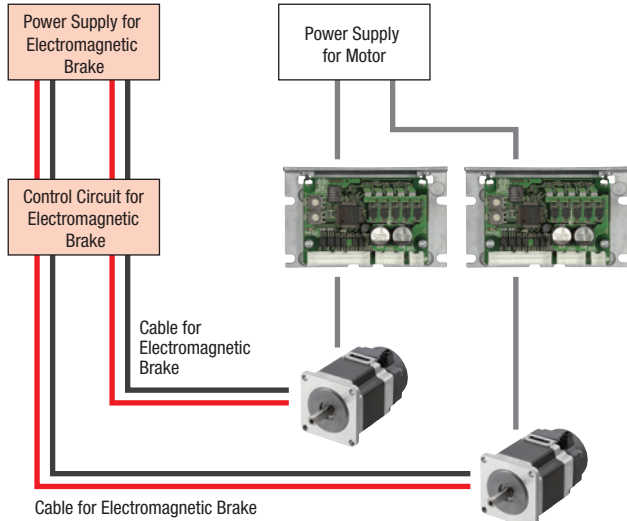 Power Supply for
Electromagnetic
Brake
Power Supply
for Motor
Control Circuit for
Electromagnetic
Brake
Cable for
Electromagnetic
Brake
Cable for Electromagnetic Brake